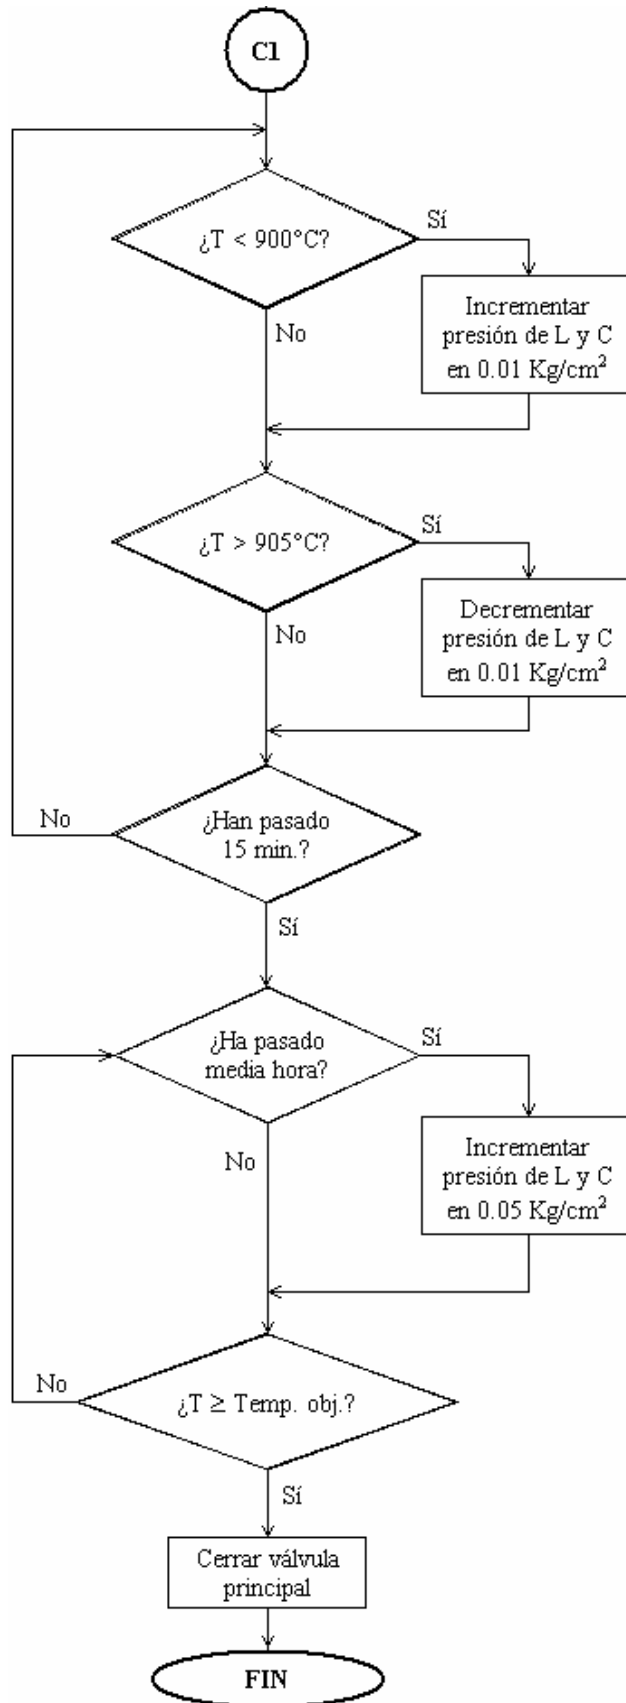 C1
¿T < 900°C?
Sí
Incrementar
presión de L y C
en 0.01 Kg/cm²
No
¿T > 905°C?
Sí
Decrementar
presión de L y C
en 0.01 Kg/cm²
No
¿Han pasado
15 min.?
No
Sí
¿Ha pasado
media hora?
Sí
Incrementar
presión de L y C
en 0.05 Kg/cm²
No
¿T ≥ Temp. obj.?
No
Sí
Cerrar válvula
principal
FIN